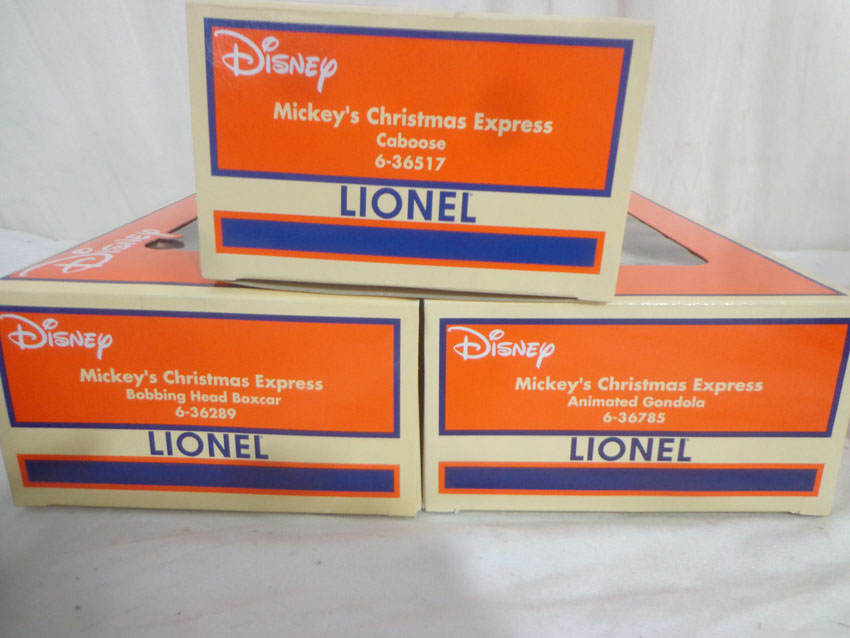 Disney
Mickey's Christmas Express
Caboose
6-36517
LIONEL
Disney
Disney
Mickey's Christmas Express
Bobbing Head Boxcar
6-36289
LIONEL
Disney
Mickey's Christmas Express
Animated Gondola
6-36785
LIONEL